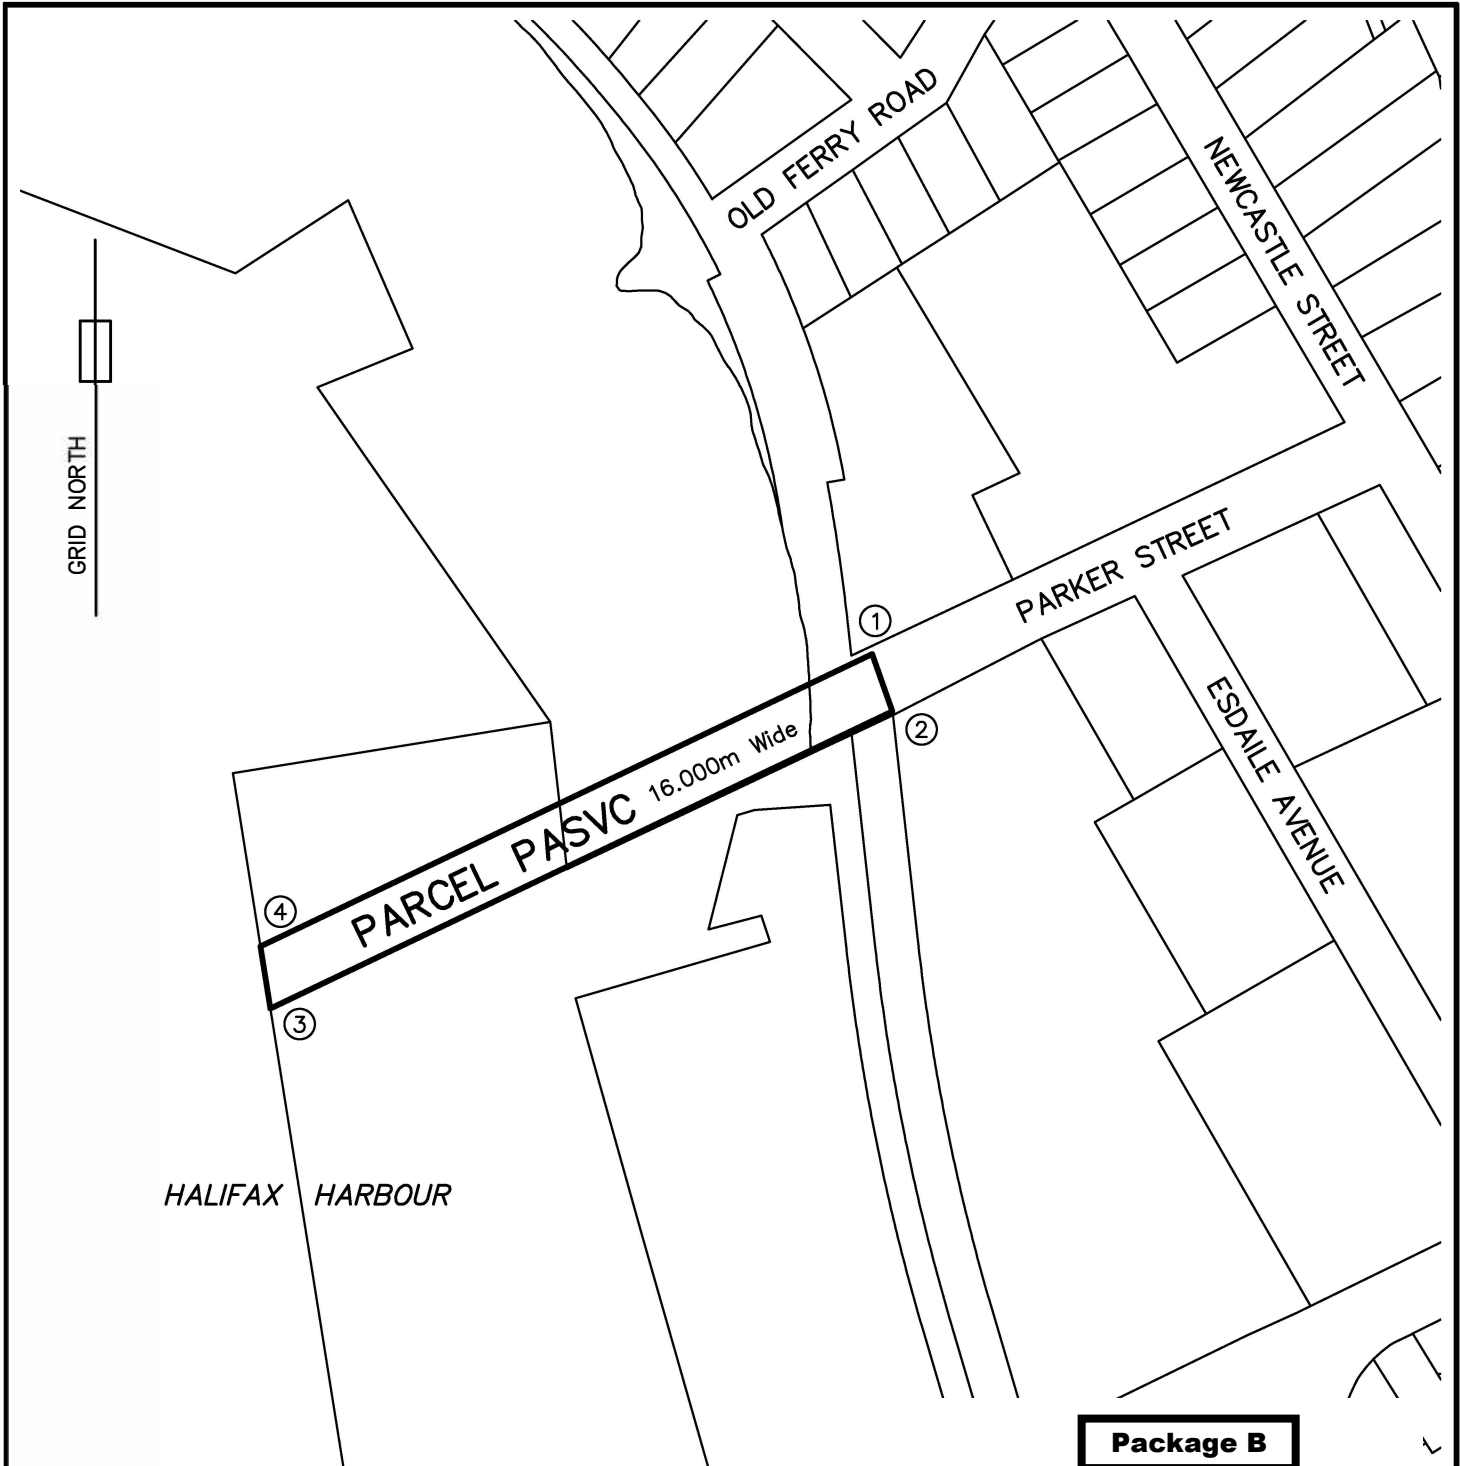 OLD FERRY ROAD
NEWCASTLE STREET
GRID NORTH
PARKER STREET
1
2
ESDAILE AVENUE
16.000m Wide
PARCEL PASVC
4
3
HALIFAX HARBOUR
Package B